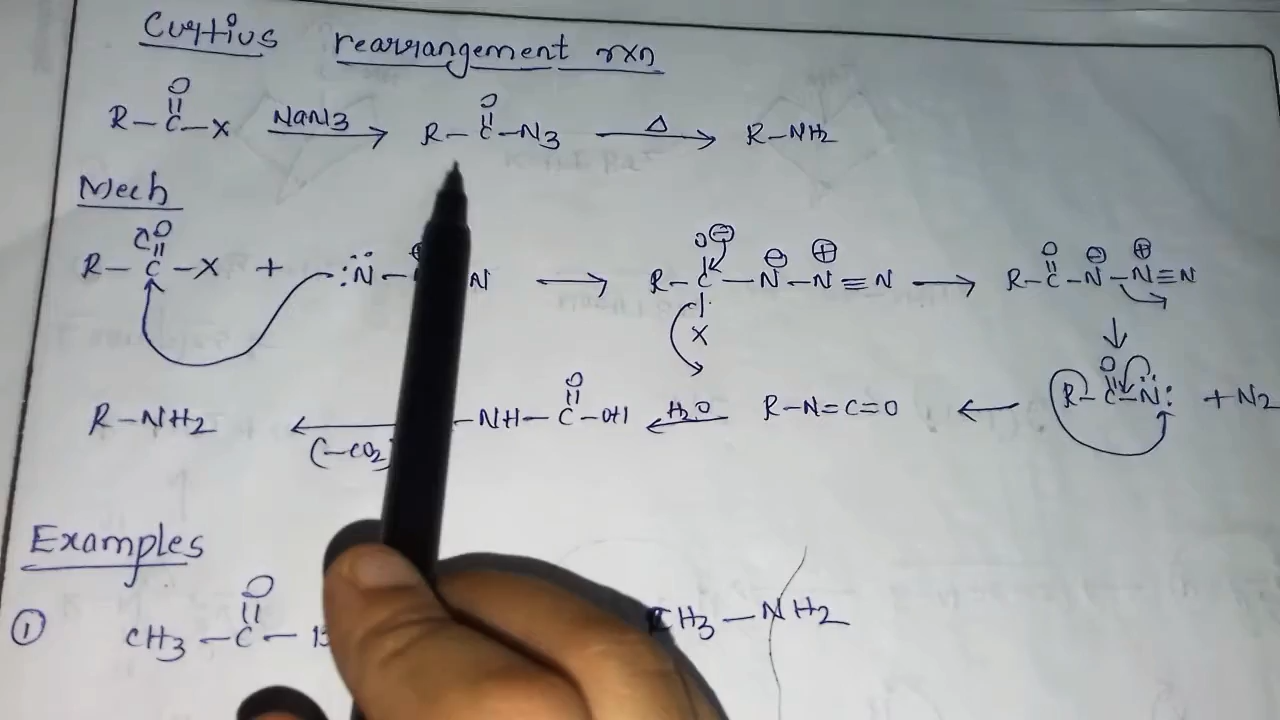 Curtius rearrangement rxn
R-C(=O)-X NaN3 → R-C(=O)-N3 Δ → R-NH2
Mech
R-C(=O)-X + :N̈- N → R-C(O⊖)(X)-N⊖-N⊕≡N → R-C(=O)-N⊖-N⊕≡N
↓
R-NH2 ← (-CO2) -NH-C(=O)-OH ← H2O R-N=C=O ← R-C(=O)-N̈: + N2
Examples
① CH3-C(=O)- CH3-NH2